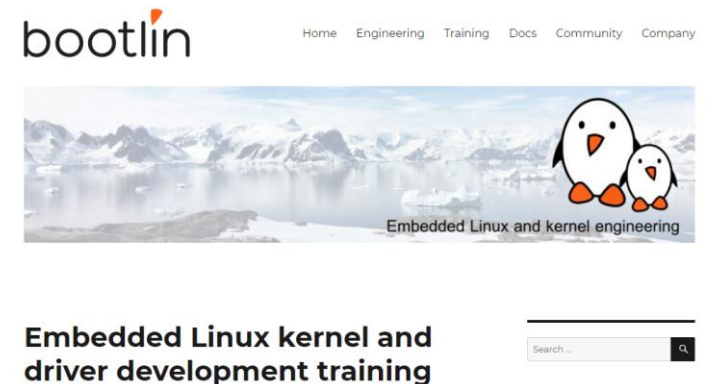 bootlin
Home Engineering Training Docs Community Company
Embedded Linux and kernel engineering
Embedded Linux kernel and
driver development training
Search ...